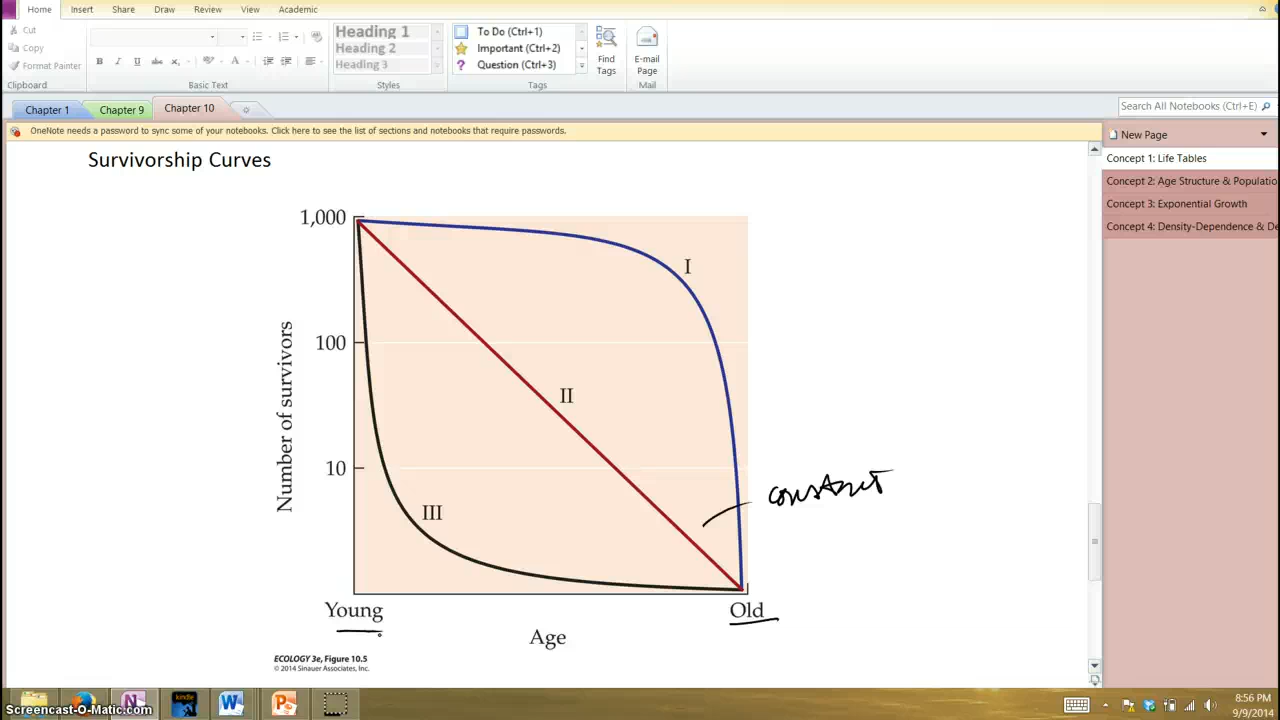 Home Insert Share Draw Review View Academic
Cut
Copy
Format Painter
Clipboard
B I U abc x
A
Basic Text
Heading 1
Heading 2
Heading 3
Styles
To Do (Ctrl+1)
Important (Ctrl+2)
? Question (Ctrl+3)
Tags
Find
Tags
E-mail
Page
Mail
Chapter 1 Chapter 9 Chapter 10
Search All Notebooks (Ctrl+E)
OneNote needs a password to sync some of your notebooks. Click here to see the list of sections and notebooks that require passwords.
New Page
Concept 1: Life Tables
Concept 2: Age Structure & Populatio
Concept 3: Exponential Growth
Concept 4: Density-Dependence & De
Survivorship Curves
1,000
100
10
Number of survivors
I
II
III
constant
Young
Old
Age
ECOLOGY 3e, Figure 10.5
© 2014 Sinauer Associates, Inc.
kindle
N
W
P
Screencast-O-Matic.com
8:56 PM
9/9/2014